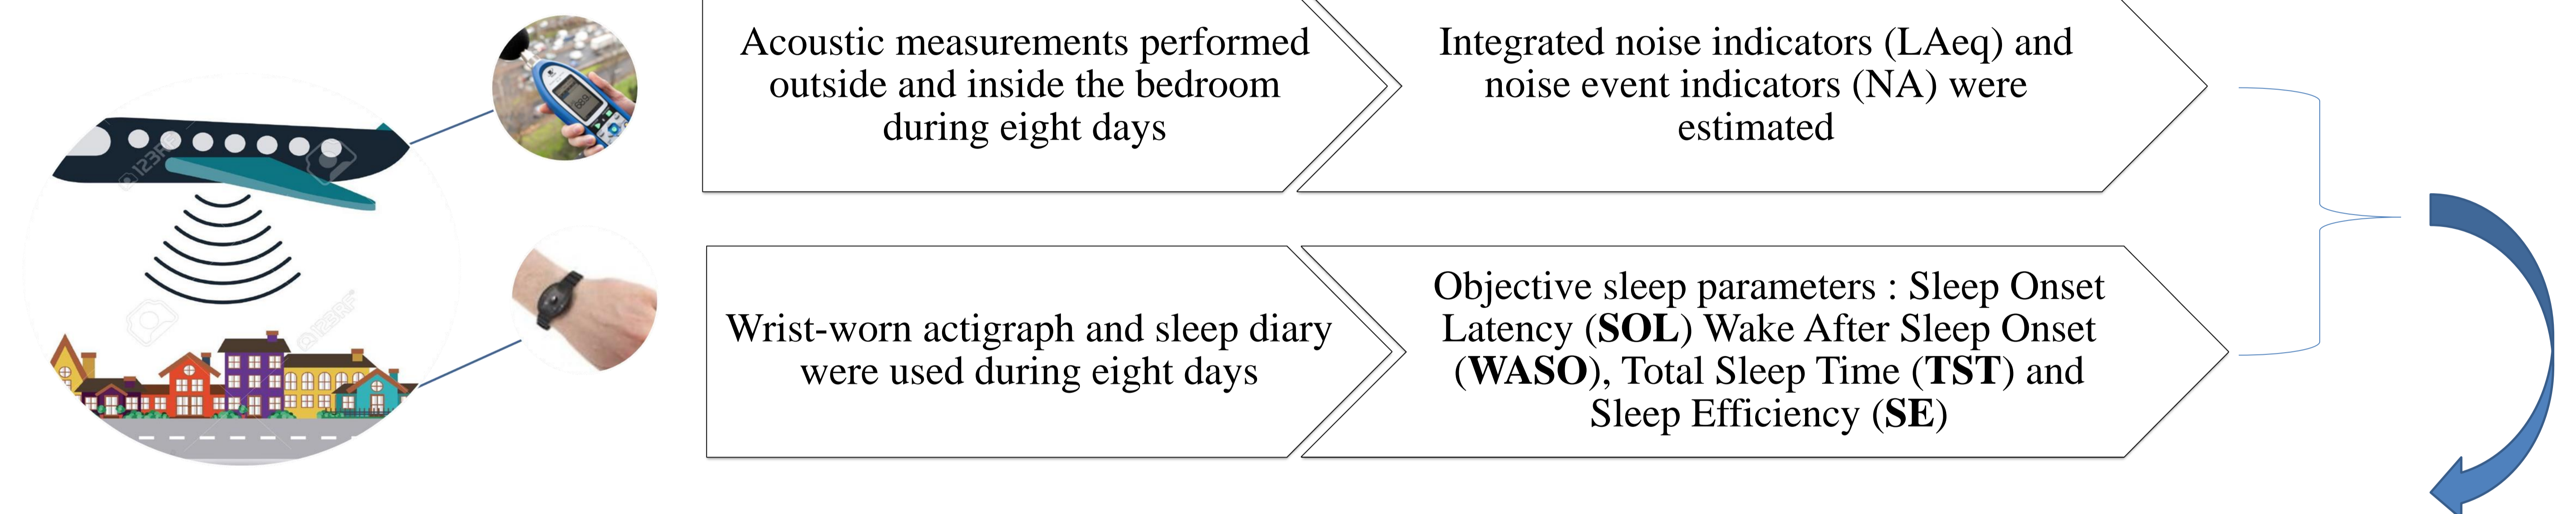 Acoustic measurements performed
outside and inside the bedroom
during eight days
Integrated noise indicators (LAeq) and
noise event indicators (NA) were
estimated
Wrist-worn actigraph and sleep diary
were used during eight days
Objective sleep parameters : Sleep Onset
Latency (SOL) Wake After Sleep Onset
(WASO), Total Sleep Time (TST) and
Sleep Efficiency (SE)
123RF
123RF